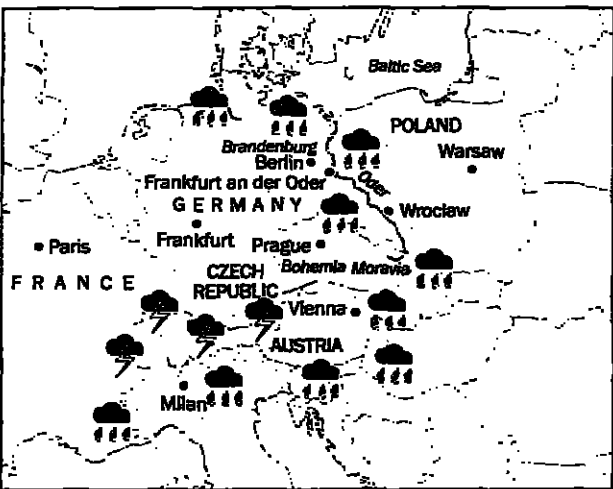 Baltic Sea
POLAND
Brandenburg
Berlin
Warsaw
Frankfurt an der Oder
Oder
GERMANY
Wroclaw
Paris
Frankfurt
Prague
Bohemia Moravia
FRANCE
CZECH
REPUBLIC
Vienna
AUSTRIA
Milan